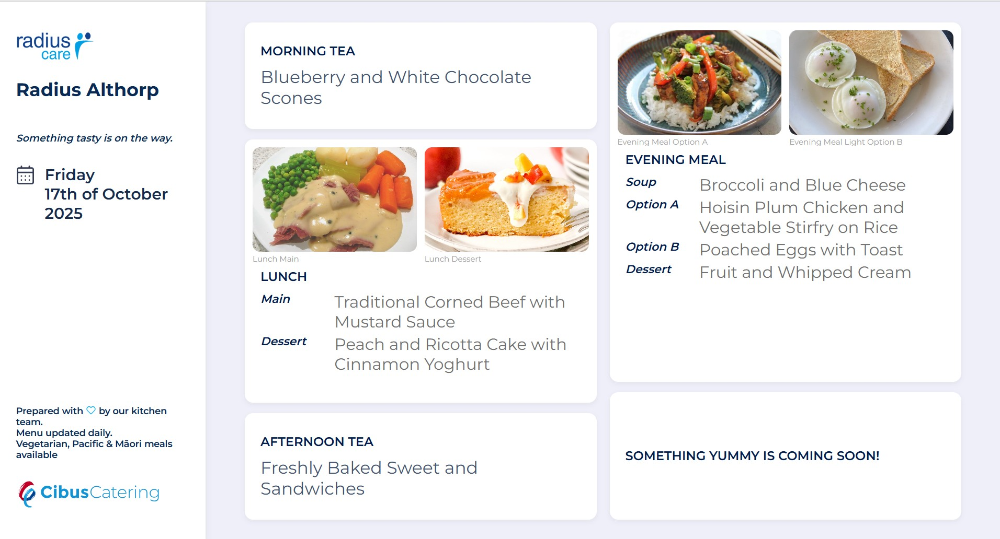 radius
care
Radius Althorp
Something tasty is on the way.
Friday
17th of October
2025
Prepared with by our kitchen
team.
Menu updated daily.
Vegetarian, Pacific & Māori meals
available
CibusCatering
MORNING TEA
Blueberry and White Chocolate
Scones
Lunch Main
Lunch Dessert
LUNCH
Main
Traditional Corned Beef with
Mustard Sauce
Dessert
Peach and Ricotta Cake with
Cinnamon Yoghurt
AFTERNOON TEA
Freshly Baked Sweet and
Sandwiches
Evening Meal Option A
Evening Meal Light Option B
EVENING MEAL
Soup
Broccoli and Blue Cheese
Option A
Hoisin Plum Chicken and
Vegetable Stirfry on Rice
Option B
Poached Eggs with Toast
Dessert
Fruit and Whipped Cream
SOMETHING YUMMY IS COMING SOON!